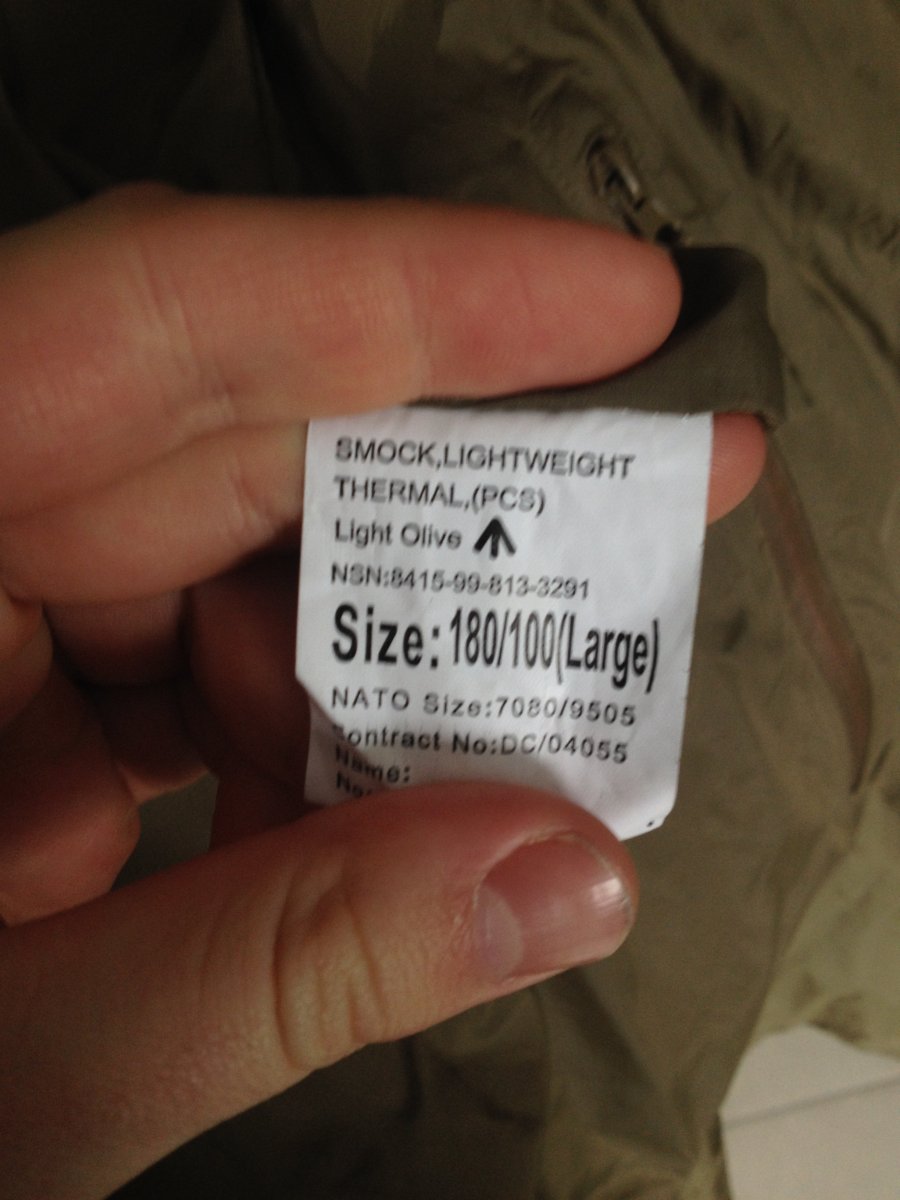 SMOCK,LIGHTWEIGHT
THERMAL,(PCS)
Light Olive
NSN:8415-99-813-3291
Size:180/100(Large)
NATO Size:7080/9505
Contract No:DC/04055
Name: